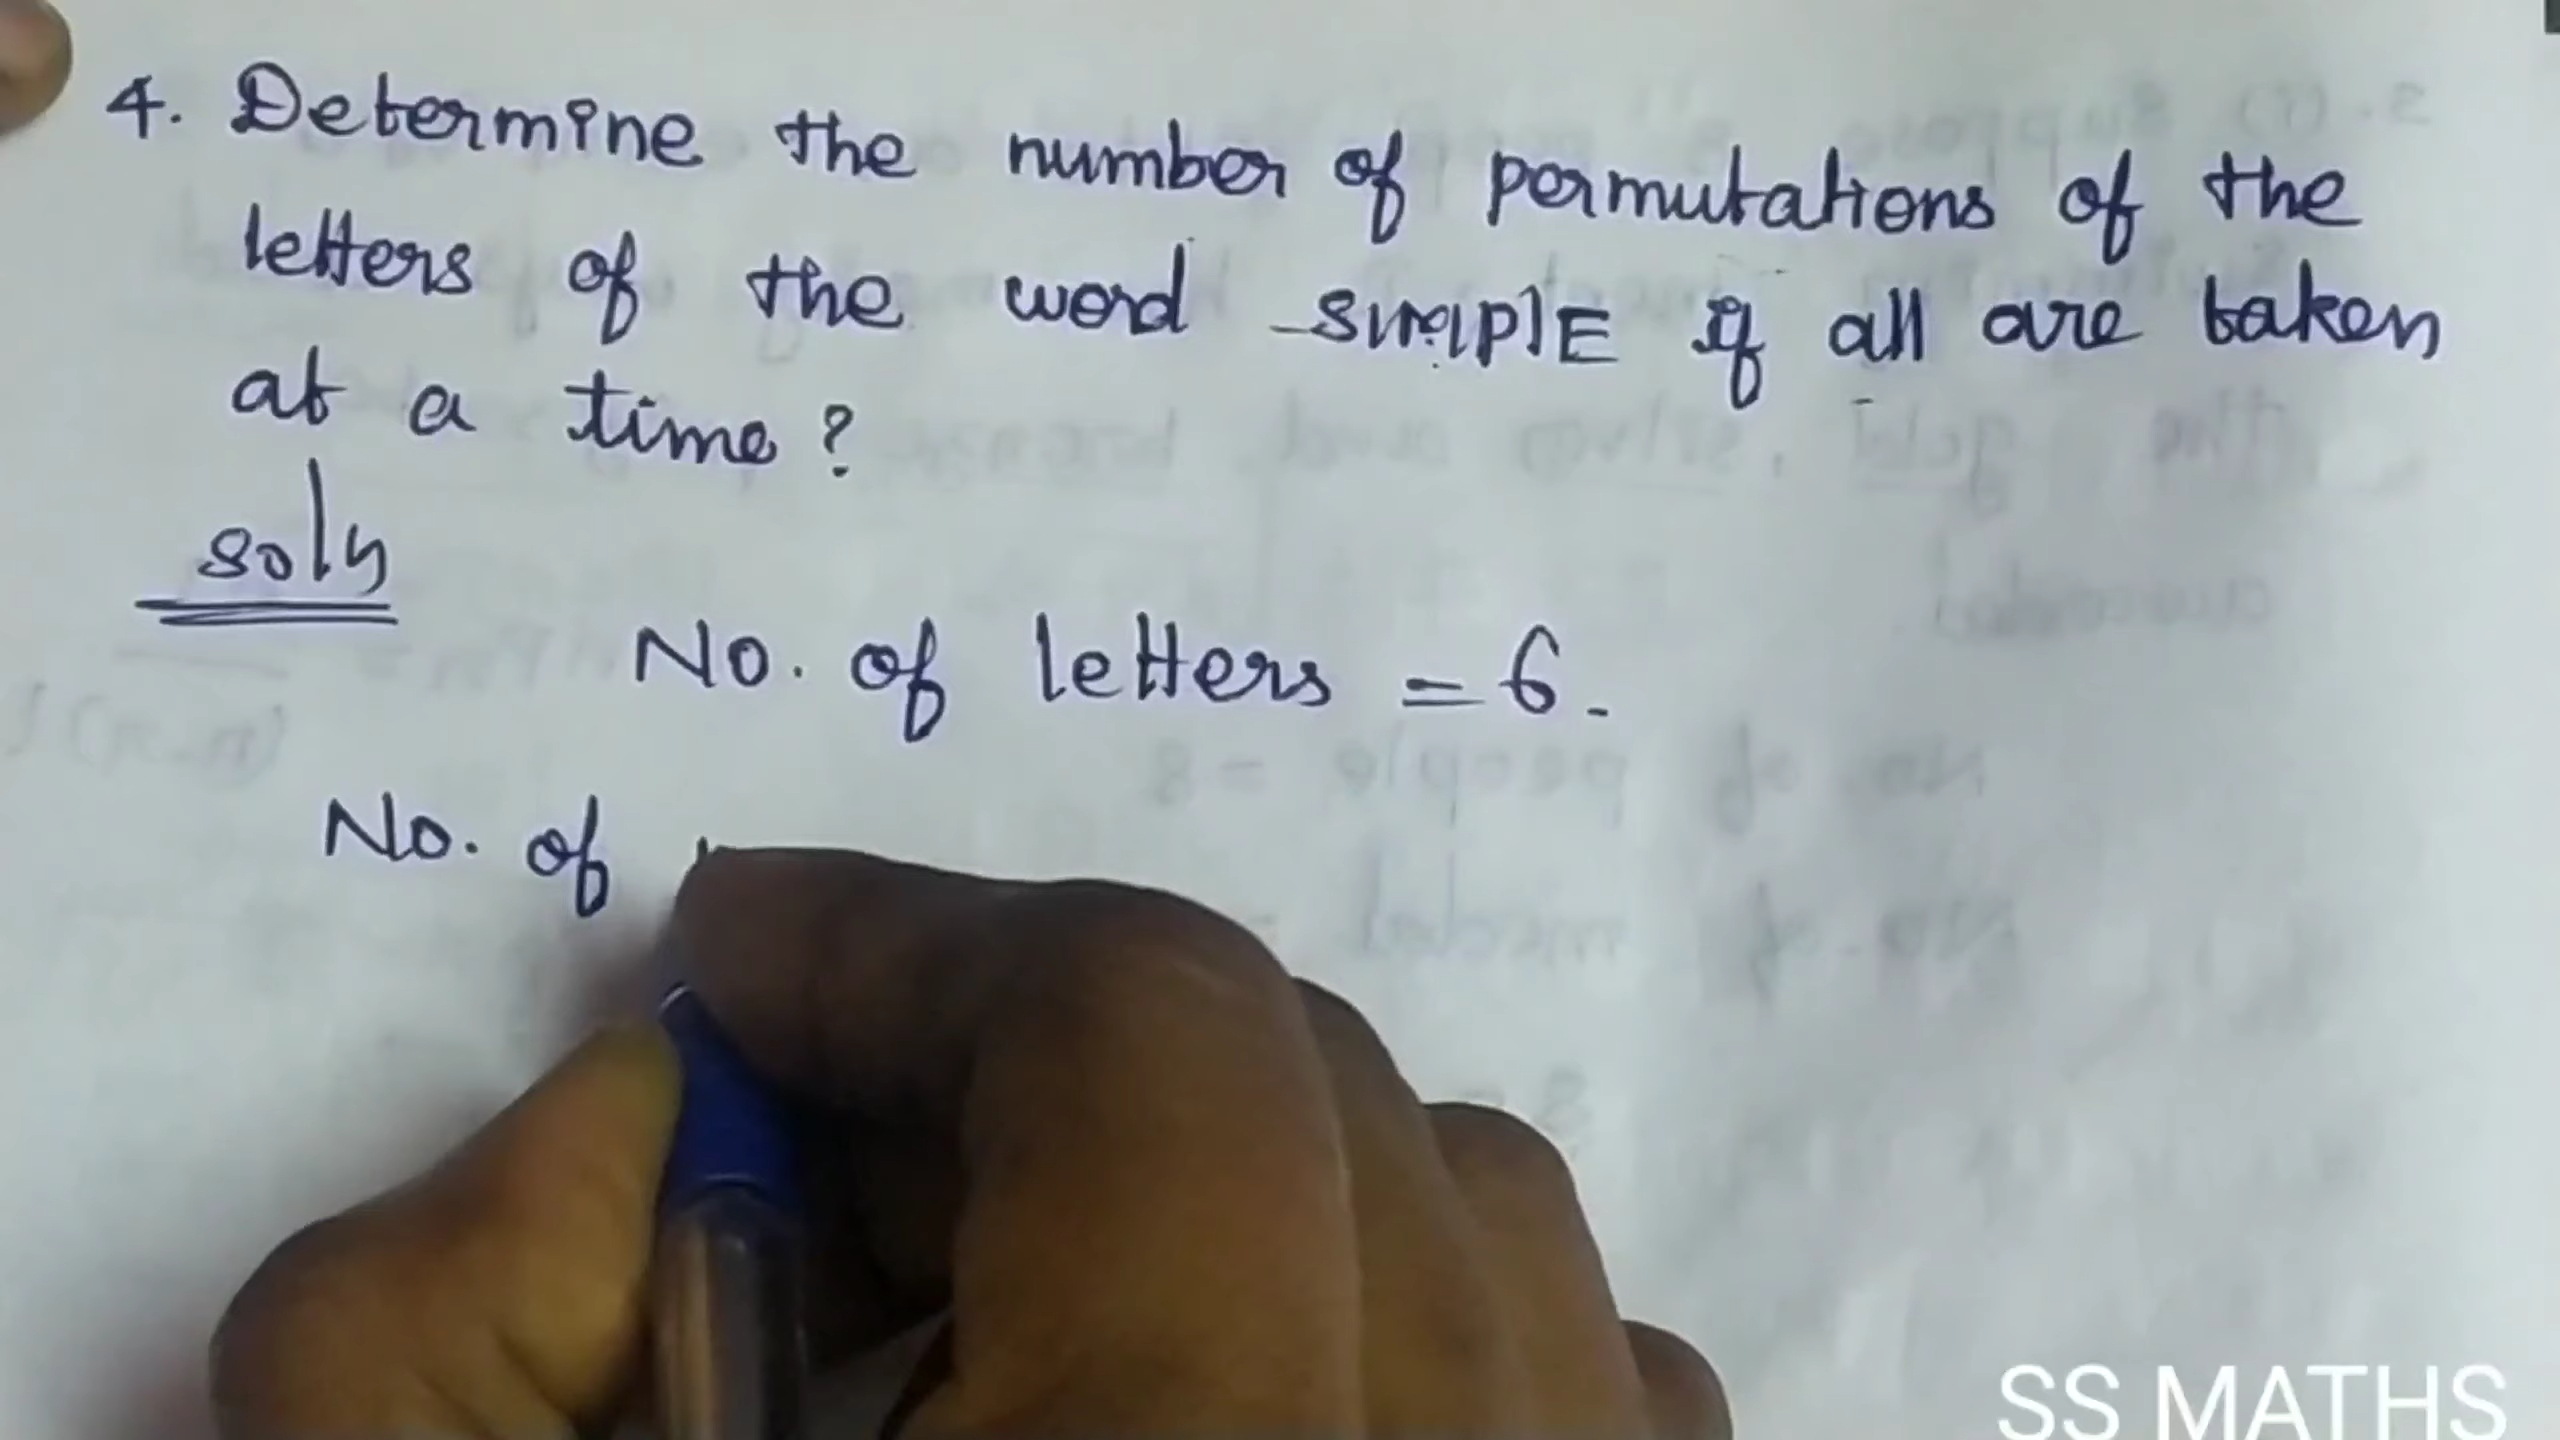 4. Determine the number of permutations of the
letters of the word SIMPlE if all are taken
at a time?
soln
No. of letters = 6.
No. of
SS MATHS